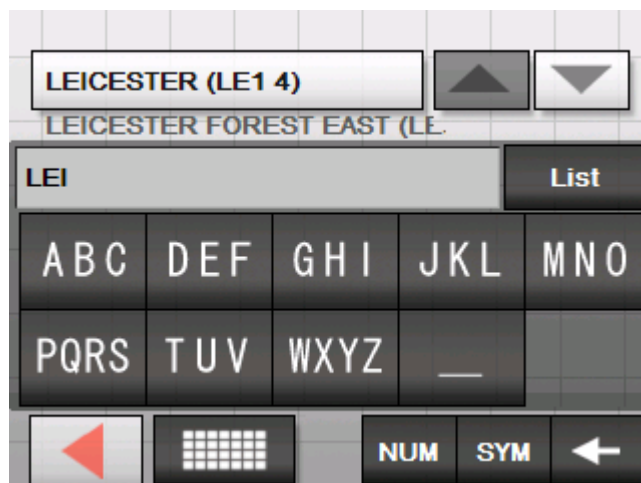 LEICESTER (LE1 4)
LEICESTER FOREST EAST (LE.
LEI List
ABC DEF GHI JKL MNO
PQRS TUV WXYZ _
NUM SYM